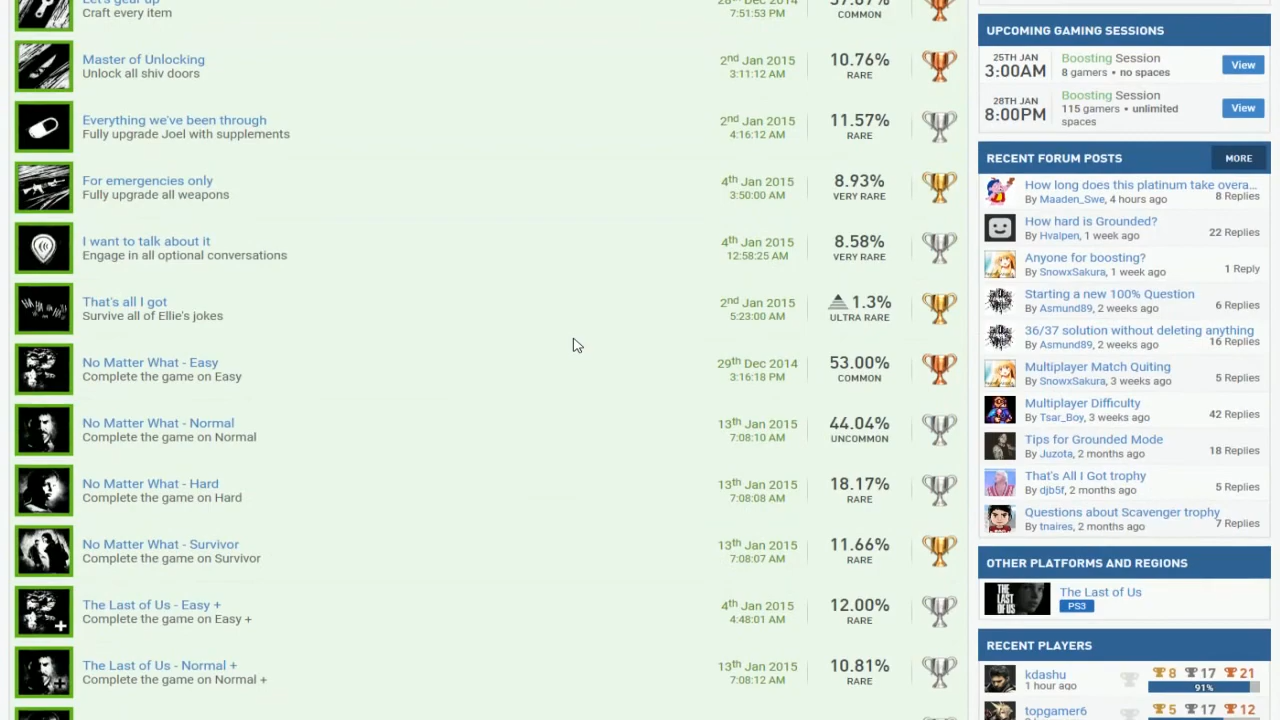 Let's gear up
Craft every item
28th Dec 2014
7:51:53 PM
COMMON
Master of Unlocking
Unlock all shiv doors
2nd Jan 2015
3:11:12 AM
10.76%
RARE
Everything we've been through
Fully upgrade Joel with supplements
2nd Jan 2015
4:16:12 AM
11.57%
RARE
For emergencies only
Fully upgrade all weapons
4th Jan 2015
3:50:00 AM
8.93%
VERY RARE
I want to talk about it
Engage in all optional conversations
4th Jan 2015
12:58:25 AM
8.58%
VERY RARE
That's all I got
Survive all of Ellie's jokes
2nd Jan 2015
5:23:00 AM
1.3%
ULTRA RARE
No Matter What - Easy
Complete the game on Easy
29th Dec 2014
3:16:18 PM
53.00%
COMMON
No Matter What - Normal
Complete the game on Normal
13th Jan 2015
7:08:10 AM
44.04%
UNCOMMON
No Matter What - Hard
Complete the game on Hard
13th Jan 2015
7:08:08 AM
18.17%
RARE
No Matter What - Survivor
Complete the game on Survivor
13th Jan 2015
7:08:07 AM
11.66%
RARE
The Last of Us - Easy +
Complete the game on Easy +
4th Jan 2015
4:48:01 AM
12.00%
RARE
The Last of Us - Normal +
Complete the game on Normal +
13th Jan 2015
7:08:12 AM
10.81%
RARE
UPCOMING GAMING SESSIONS
25TH JAN
3:00AM
Boosting Session
8 gamers • no spaces
View
28TH JAN
8:00PM
Boosting Session
115 gamers • unlimited
spaces
View
RECENT FORUM POSTS
MORE
How long does this platinum take overa...
By Maaden_Swe, 4 hours ago
8 Replies
How hard is Grounded?
By Hvalpen, 1 week ago
22 Replies
Anyone for boosting?
By SnowxSakura, 1 week ago
1 Reply
Starting a new 100% Question
By Asmund89, 2 weeks ago
6 Replies
36/37 solution without deleting anything
By Asmund89, 2 weeks ago
16 Replies
Multiplayer Match Quiting
By SnowxSakura, 3 weeks ago
5 Replies
Multiplayer Difficulty
By Tsar_Boy, 3 weeks ago
42 Replies
Tips for Grounded Mode
By Juzota, 2 months ago
18 Replies
That's All I Got trophy
By djb5f, 2 months ago
5 Replies
Questions about Scavenger trophy
By tnaires, 2 months ago
7 Replies
OTHER PLATFORMS AND REGIONS
THE LAST OF US
The Last of Us
PS3
RECENT PLAYERS
kdashu
1 hour ago
8 17 21
91%
topgamer6
5 17 12